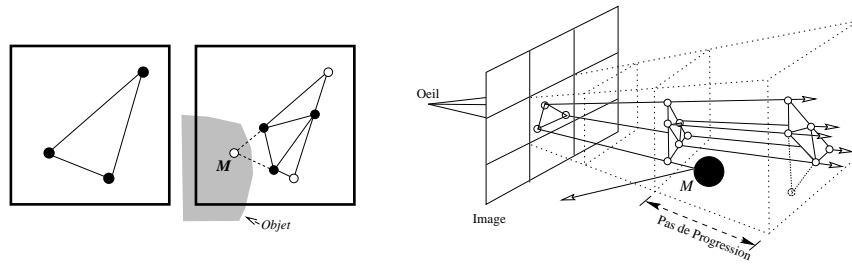 M
Objet
Oeil
Image
M
Pas de Progression